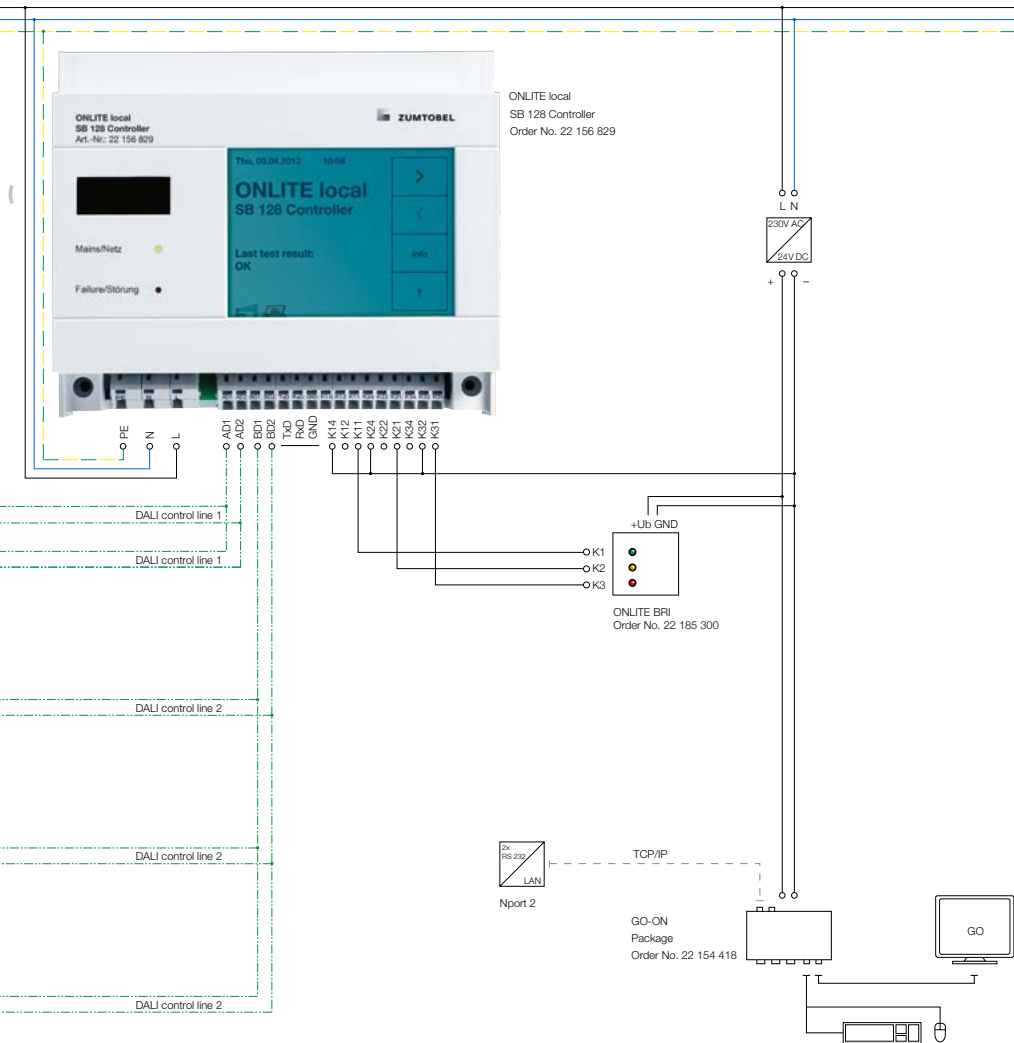 ONLITE local
SB 128 Controller
Order No. 22 156 829
ONLITE local
SB 128 Controller
Art.-Nr.: 22 156 829
ZUMTOBEL
Thu, 03.04.2013 10:56
ONLITE local
SB 128 Controller
Last test result:
OK
>
<
Info
?
Mains/Netz
Failure/Störung
L N
230V AC
24V DC
+ –
PE
N
L
AD1
AD2
BD1
BD2
TxD
RxD
GND
K14
K12
K11
K24
K22
K21
K34
K32
K31
DALI control line 1
DALI control line 1
+Ub GND
K1
K2
K3
ONLITE BRI
Order No. 22 185 300
DALI control line 2
DALI control line 2
DALI control line 2
2x
RS 232
LAN
Nport 2
TCP/IP
GO-ON
Package
Order No. 22 154 418
GO